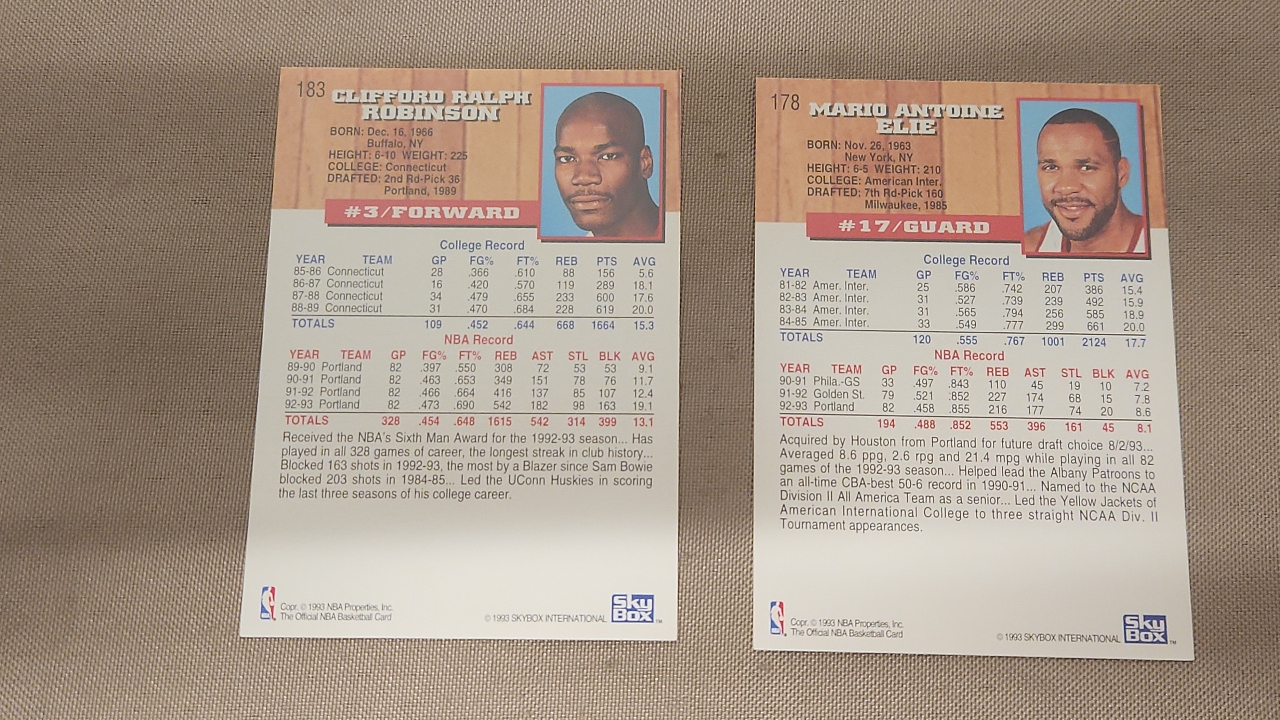 183
CLIFFORD RALPH
ROBINSON
BORN: Dec. 16, 1966
Buffalo, NY
HEIGHT: 6-10 WEIGHT: 225
COLLEGE: Connecticut
DRAFTED: 2nd Rd-Pick 36
Portland, 1989
#3/FORWARD
College Record
YEAR TEAM GP FG% FT% REB PTS AVG
85-86 Connecticut 28 .366 .610 88 156 5.6
86-87 Connecticut 16 .420 .570 119 289 18.1
87-88 Connecticut 34 .479 .655 233 600 17.6
88-89 Connecticut 31 .470 .684 228 619 20.0
TOTALS 109 .452 .644 668 1664 15.3
NBA Record
YEAR TEAM GP FG% FT% REB AST STL BLK AVG
89-90 Portland 82 .397 .550 308 72 53 53 9.1
90-91 Portland 82 .463 .653 349 151 78 76 11.7
91-92 Portland 82 .466 .664 416 137 85 107 12.4
92-93 Portland 82 .473 .690 542 182 98 163 19.1
TOTALS 328 .454 .648 1615 542 314 399 13.1
Received the NBA's Sixth Man Award for the 1992-93 season... Has
played in all 328 games of career, the longest streak in club history...
Blocked 163 shots in 1992-93, the most by a Blazer since Sam Bowie
blocked 203 shots in 1984-85... Led the UConn Huskies in scoring
the last three seasons of his college career.
NBA
Copr. © 1993 NBA Properties, Inc.
The Official NBA Basketball Card
© 1993 SKYBOX INTERNATIONAL
Sky
Box™
178
MARIO ANTOINE
ELIE
BORN: Nov. 26, 1963
New York, NY
HEIGHT: 6-5 WEIGHT: 210
COLLEGE: American Inter.
DRAFTED: 7th Rd-Pick 160
Milwaukee, 1985
#17/GUARD
College Record
YEAR TEAM GP FG% FT% REB PTS AVG
81-82 Amer. Inter. 25 .586 .742 207 386 15.4
82-83 Amer. Inter. 31 .527 .739 239 492 15.9
83-84 Amer. Inter. 31 .565 .794 256 585 18.9
84-85 Amer. Inter. 33 .549 .777 299 661 20.0
TOTALS 120 .555 .767 1001 2124 17.7
NBA Record
YEAR TEAM GP FG% FT% REB AST STL BLK AVG
90-91 Phila.-GS 33 .497 .843 110 45 19 10 7.2
91-92 Golden St. 79 .521 .852 227 174 68 15 7.8
92-93 Portland 82 .458 .855 216 177 74 20 8.6
TOTALS 194 .488 .852 553 396 161 45 8.1
Acquired by Houston from Portland for future draft choice 8/2/93...
Averaged 8.6 ppg, 2.6 rpg and 21.4 mpg while playing in all 82
games of the 1992-93 season... Helped lead the Albany Patroons to
an all-time CBA-best 50-6 record in 1990-91... Named to the NCAA
Division II All America Team as a senior... Led the Yellow Jackets of
American International College to three straight NCAA Div. II
Tournament appearances.
NBA
Copr. © 1993 NBA Properties, Inc.
The Official NBA Basketball Card
© 1993 SKYBOX INTERNATIONAL
Sky
Box™